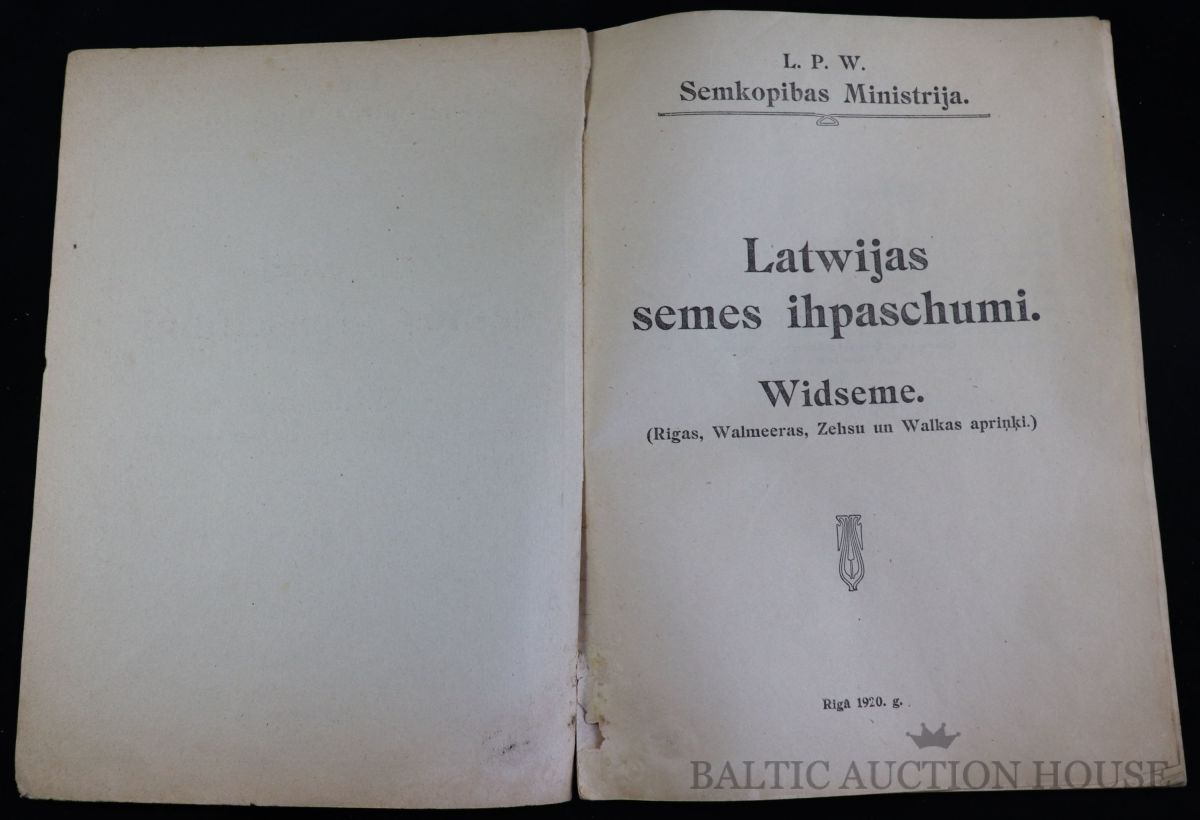 L. P. W.
Semkopibas Ministrija.
Latwijas
semes ihpaschumi.
Widseme.
(Rigas, Walmeeras, Zehsu un Walkas apriņķi.)
Rigā 1920. g.
BALTIC AUCTION HOUSE